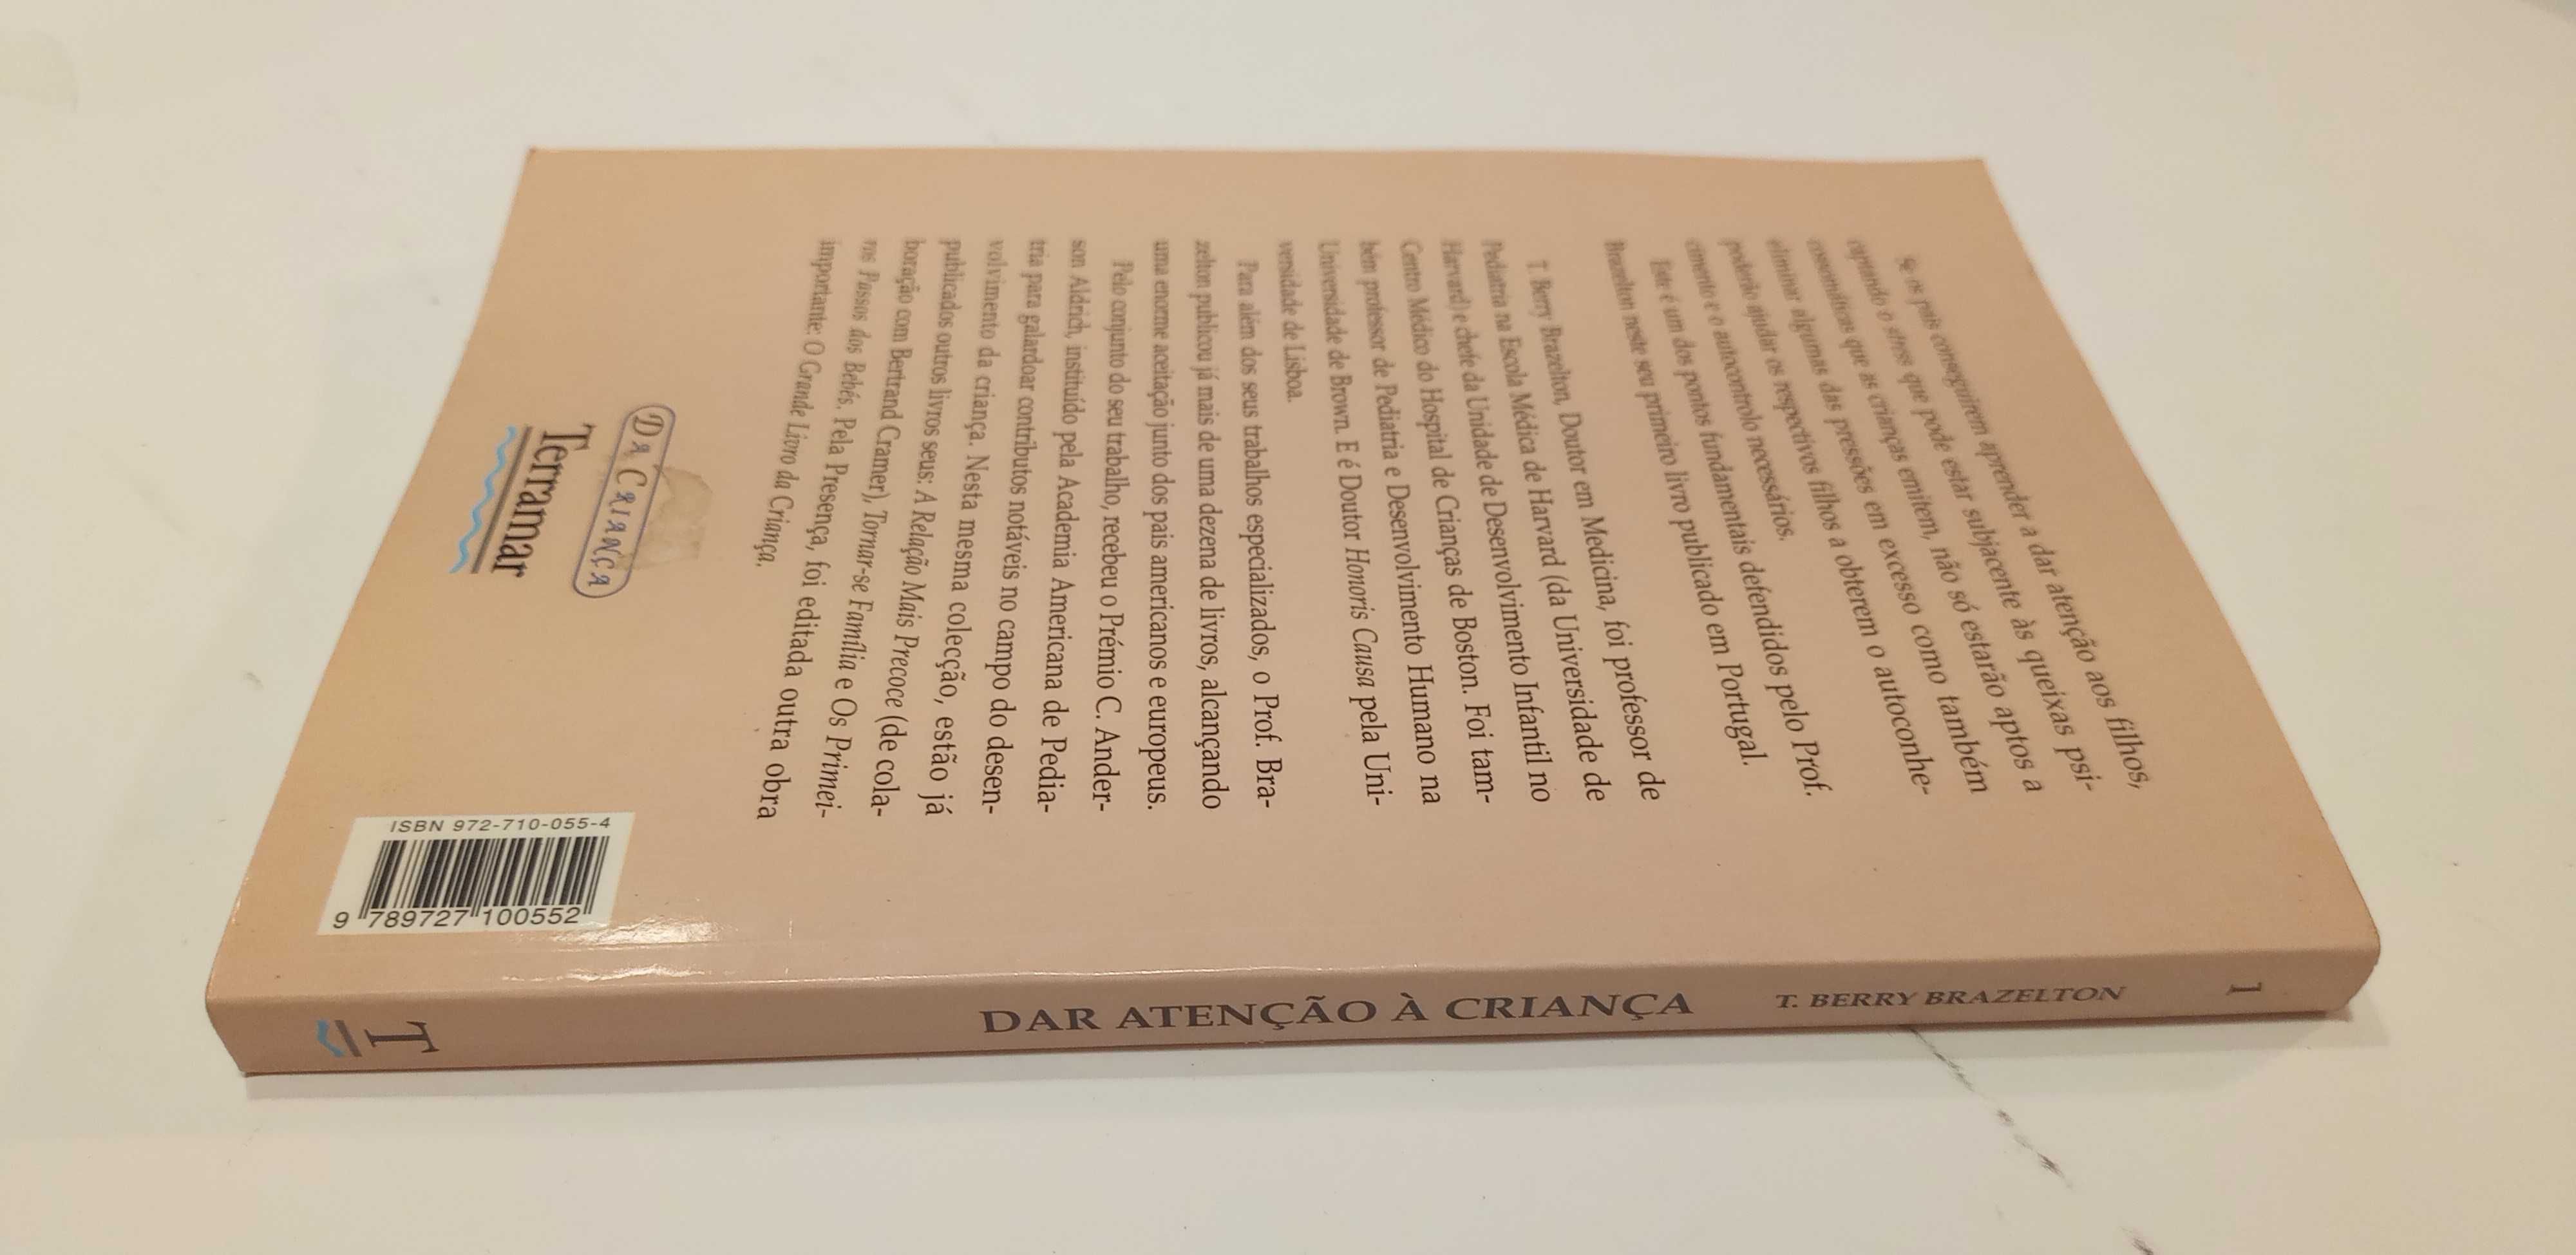 Se os pais conseguirem aprender a dar atenção aos filhos,
captando o stress que pode estar subjacente às queixas psi-
cossomáticas que as crianças emitem, não só estarão aptos a
eliminar algumas das pressões em excesso como também
poderão ajudar os respectivos filhos a obterem o autoconhe-
cimento e o autocontrolo necessários.
Este é um dos pontos fundamentais defendidos pelo Prof.
Brazelton neste seu primeiro livro publicado em Portugal.
T. Berry Brazelton, Doutor em Medicina, foi professor de
Pediatria na Escola Médica de Harvard (da Universidade de
Harvard) e chefe da Unidade de Desenvolvimento Infantil no
Centro Médico do Hospital de Crianças de Boston. Foi tam-
bém professor de Pediatria e Desenvolvimento Humano na
Universidade de Brown. E é Doutor Honoris Causa pela Uni-
versidade de Lisboa.
Para além dos seus trabalhos especializados, o Prof. Bra-
zelton publicou já mais de uma dezena de livros, alcançando
uma enorme aceitação junto dos pais americanos e europeus.
Pelo conjunto do seu trabalho, recebeu o Prémio C. Ander-
son Aldrich, instituído pela Academia Americana de Pedia-
tria para galardoar contributos notáveis no campo do desen-
volvimento da criança. Nesta mesma colecção, estão já
publicados outros livros seus: A Relação Mais Precoce (de cola-
boração com Bertrand Cramer), Tornar-se Família e Os Primei-
ros Passos dos Bebés. Pela Presença, foi editada outra obra
importante: O Grande Livro da Criança.
DA CRIANÇA
Terramar
ISBN 972-710-055-4
9 789727 100552
T
DAR ATENÇÃO À CRIANÇA
T. BERRY BRAZELTON
1